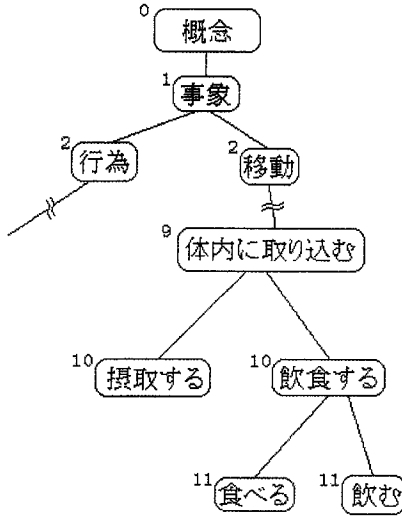 0 概念
1 事象
2 行為 2 移動
9 体内に取り込む
10 摂取する 10 飲食する
11 食べる 11 飲む